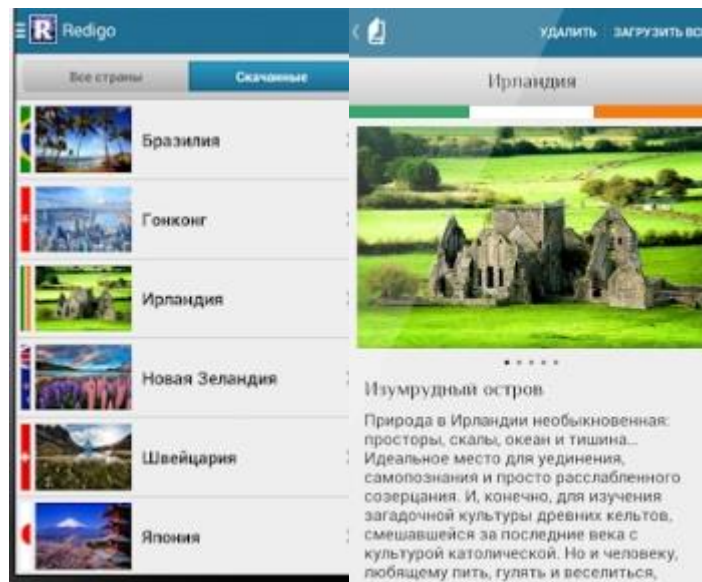 Redigo
Все страны
Скачанные
Бразилия
Гонконг
Ирландия
Новая Зеландия
Швейцария
Япония
УДАЛИТЬ
ЗАГРУЗИТЬ ВСЕ
Ирландия
Изумрудный остров
Природа в Ирландии необыкновенная:
просторы, скалы, океан и тишина...
Идеальное место для уединения,
самопознания и просто расслабленного
созерцания. И, конечно, для изучения
загадочной культуры древних кельтов,
смешавшейся за последние века с
культурой католической. Но и человеку,
любящему пить, гулять и веселиться,